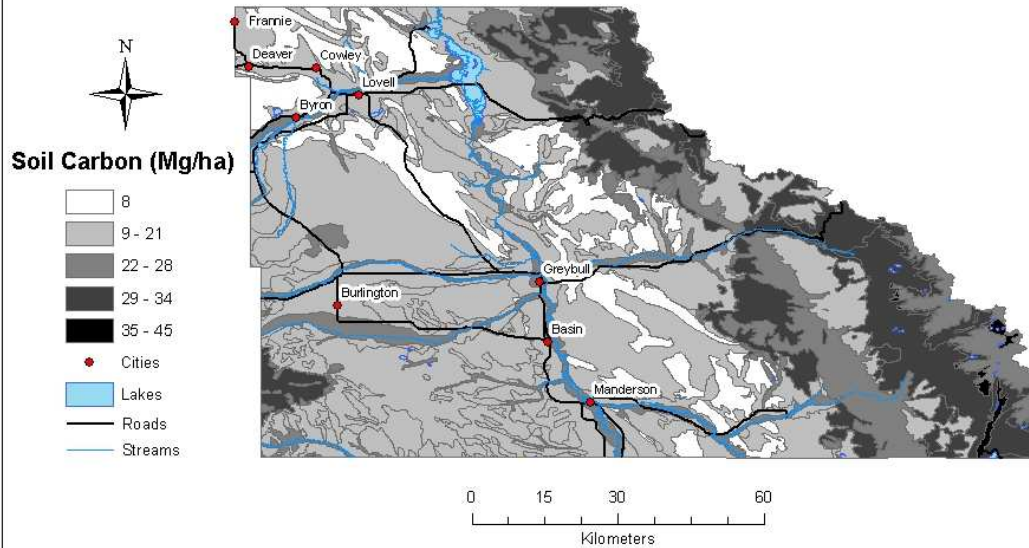 Frannie
Deaver
Cowley
Lovell
Byron
N
Soil Carbon (Mg/ha)
8
9 - 21
22 - 28
29 - 34
35 - 45
Cities
Lakes
Roads
Streams
Greybull
Burlington
Basin
Manderson
0 15 30 60
Kilometers